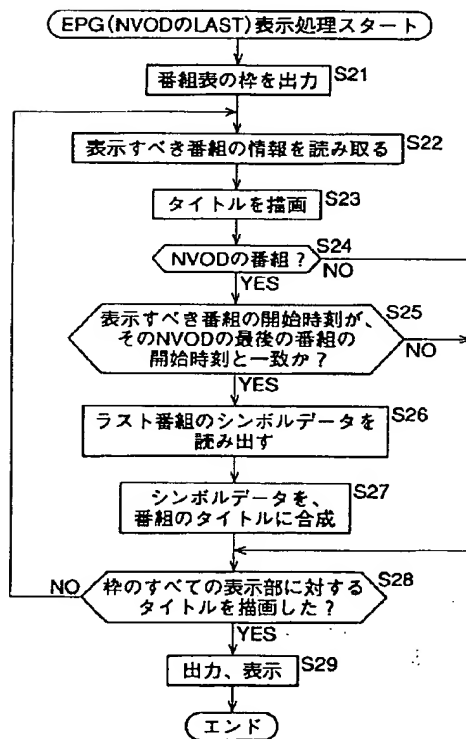 EPG(NVODのLAST)表示処理スタート
番組表の枠を出力
S21
表示すべき番組の情報を読み取る
S22
タイトルを描画
S23
NVODの番組?
S24
NO
YES
表示すべき番組の開始時刻が、
そのNVODの最後の番組の
開始時刻と一致か?
S25
NO
YES
ラスト番組のシンボルデータを
読み出す
S26
シンボルデータを、
番組のタイトルに合成
S27
枠のすべての表示部に対する
タイトルを描画した?
S28
NO
YES
出力、表示
S29
エンド